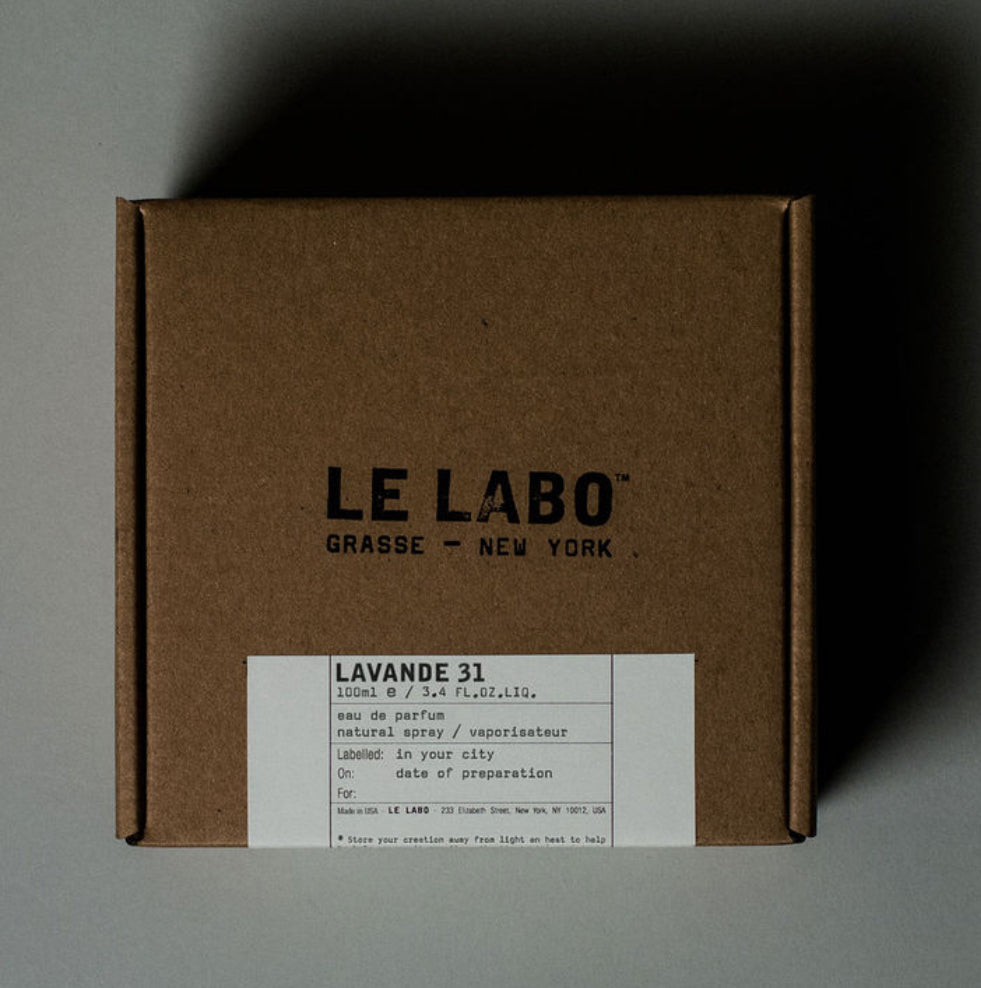 LE LABO™
GRASSE — NEW YORK
LAVANDE 31
100ml e / 3.4 FL.OZ.LIQ.
eau de parfum
natural spray / vaporisateur
Labelled: in your city
On: date of preparation
For:
Made in USA - LE LABO - 233 Elizabeth Street, New York, NY 10012, USA
* Store your creation away from light an heat to help